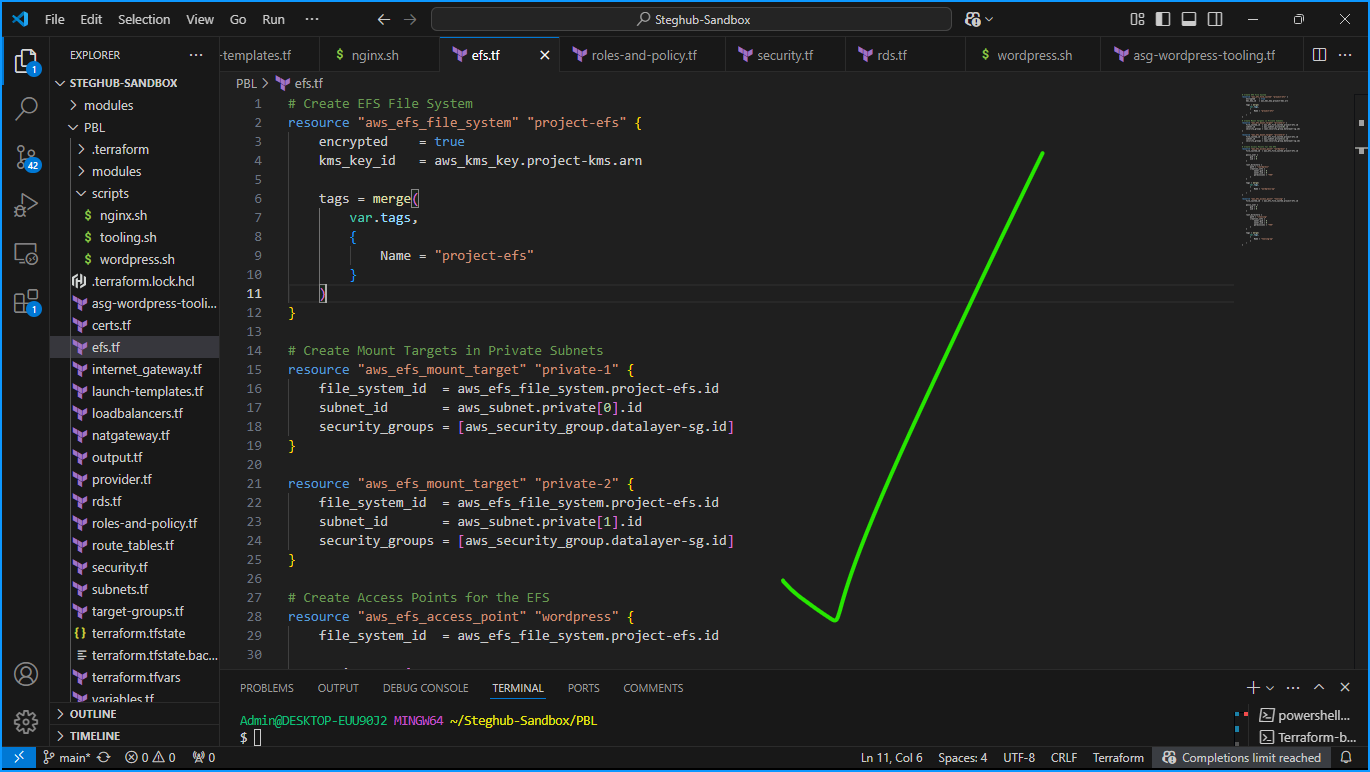 File Edit Selection View Go Run ··· Steghub-Sandbox
EXPLORER ···
-templates.tf $ nginx.sh efs.tf roles-and-policy.tf security.tf rds.tf $ wordpress.sh asg-wordpress-tooling.tf ···
STEGHUB-SANDBOX
modules
PBL
.terraform
modules
scripts
$ nginx.sh
$ tooling.sh
$ wordpress.sh
.terraform.lock.hcl
asg-wordpress-tooli...
certs.tf
efs.tf
internet_gateway.tf
launch-templates.tf
loadbalancers.tf
natgateway.tf
output.tf
provider.tf
rds.tf
roles-and-policy.tf
route_tables.tf
security.tf
subnets.tf
target-groups.tf
{} terraform.tfstate
terraform.tfstate.bac...
terraform.tfvars
variables.tf
OUTLINE
TIMELINE
1
42
1
PBL > efs.tf
1 # Create EFS File System
2 resource "aws_efs_file_system" "project-efs" {
3 encrypted = true
4 kms_key_id = aws_kms_key.project-kms.arn
5
6 tags = merge(
7 var.tags,
8 {
9 Name = "project-efs"
10 }
11 )
12 }
13
14 # Create Mount Targets in Private Subnets
15 resource "aws_efs_mount_target" "private-1" {
16 file_system_id = aws_efs_file_system.project-efs.id
17 subnet_id = aws_subnet.private[0].id
18 security_groups = [aws_security_group.datalayer-sg.id]
19 }
20
21 resource "aws_efs_mount_target" "private-2" {
22 file_system_id = aws_efs_file_system.project-efs.id
23 subnet_id = aws_subnet.private[1].id
24 security_groups = [aws_security_group.datalayer-sg.id]
25 }
26
27 # Create Access Points for the EFS
28 resource "aws_efs_access_point" "wordpress" {
29 file_system_id = aws_efs_file_system.project-efs.id
30
PROBLEMS OUTPUT DEBUG CONSOLE TERMINAL PORTS COMMENTS
Admin@DESKTOP-EUU90J2 MINGW64 ~/Steghub-Sandbox/PBL
$
powershell...
Terraform-b...
main* 0 0 0 Ln 11, Col 6 Spaces: 4 UTF-8 CRLF Terraform Completions limit reached